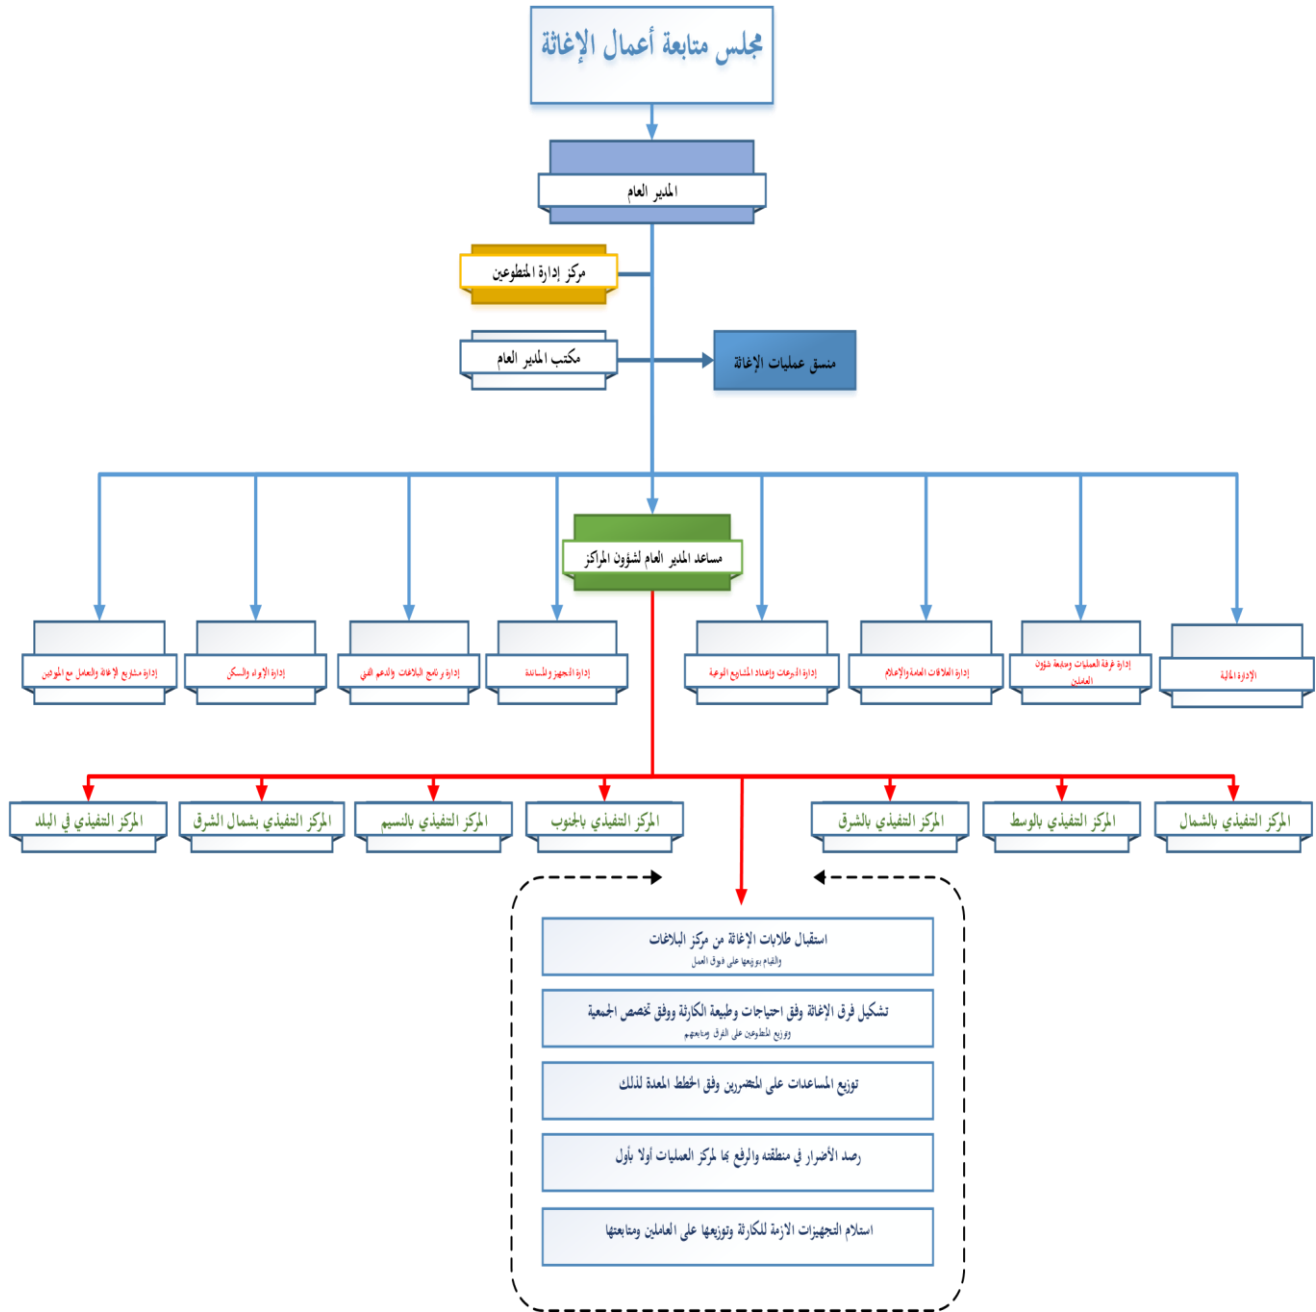 مجلس متابعة أعمال الإغاثة
المدير العام
مركز إدارة المتطوعين
مكتب المدير العام
منسق عمليات الإغاثة
مساعد المدير العام لشؤون المراكز
الإدارة المالية
إدارة غرفة العمليات ومتابعة شؤون
العاملين
إدارة العلاقات العامة والإعلام
إدارة التبرعات وإعداد المشاريع النوعية
إدارة التجهيز والمساندة
إدارة برنامج البلاغات والدعم الفني
إدارة الإيواء والسكن
إدارة مشاريع الإغاثة والتعامل مع الموردين
المركز التنفيذي بالشمال
المركز التنفيذي بالوسط
المركز التنفيذي بالشرق
المركز التنفيذي بالجنوب
المركز التنفيذي بالنسيم
المركز التنفيذي بشمال الشرق
المركز التنفيذي في البلد
استقبال طلابات الإغاثة من مركز البلاغات
والقيام بتوزيعها على فرق العمل
تشكيل فرق الإغاثة وفق احتياجات وطبيعة الكارثة ووفق تخصص الجمعية
وتوزيع المتطوعين على الفرق ومتابعتهم
توزيع المساعدات على المتضررين وفق الخطط المعدة لذلك
رصد الأضرار في منطقته والرفع بها لمركز العمليات أولا بأول
استلام التجهيزات الازمة للكارثة وتوزيعها على العاملين ومتابعتها